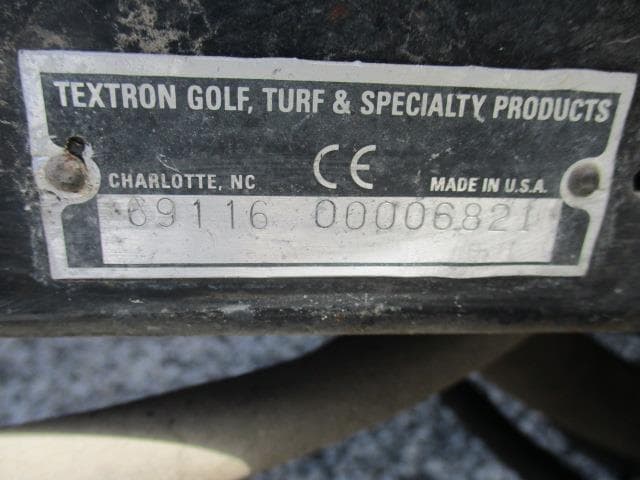 TEXTRON GOLF, TURF & SPECIALTY PRODUCTS
CE
CHARLOTTE, NC MADE IN U.S.A.
69116 00006821